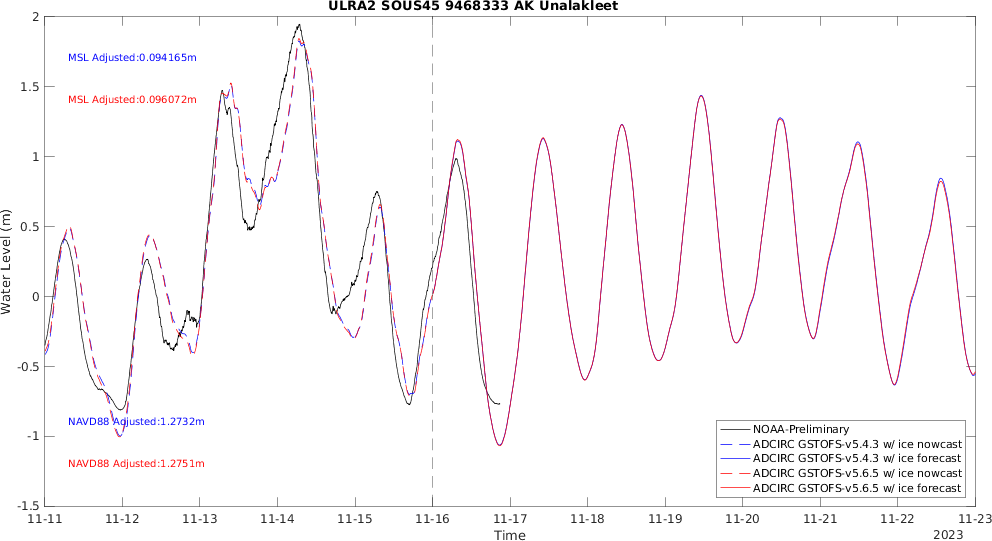 ULRA2 SOUS45 9468333 AK Unalakleet
2
1.5
1
0.5
0
-0.5
-1
-1.5
Water Level (m)
MSL Adjusted:0.094165m
MSL Adjusted:0.096072m
NAVD88 Adjusted:1.2732m
NAVD88 Adjusted:1.2751m
NOAA-Preliminary
ADCIRC GSTOFS-v5.4.3 w/ ice nowcast
ADCIRC GSTOFS-v5.4.3 w/ ice forecast
ADCIRC GSTOFS-v5.6.5 w/ ice nowcast
ADCIRC GSTOFS-v5.6.5 w/ ice forecast
11-11 11-12 11-13 11-14 11-15 11-16 11-17 11-18 11-19 11-20 11-21 11-22 11-23
Time
2023